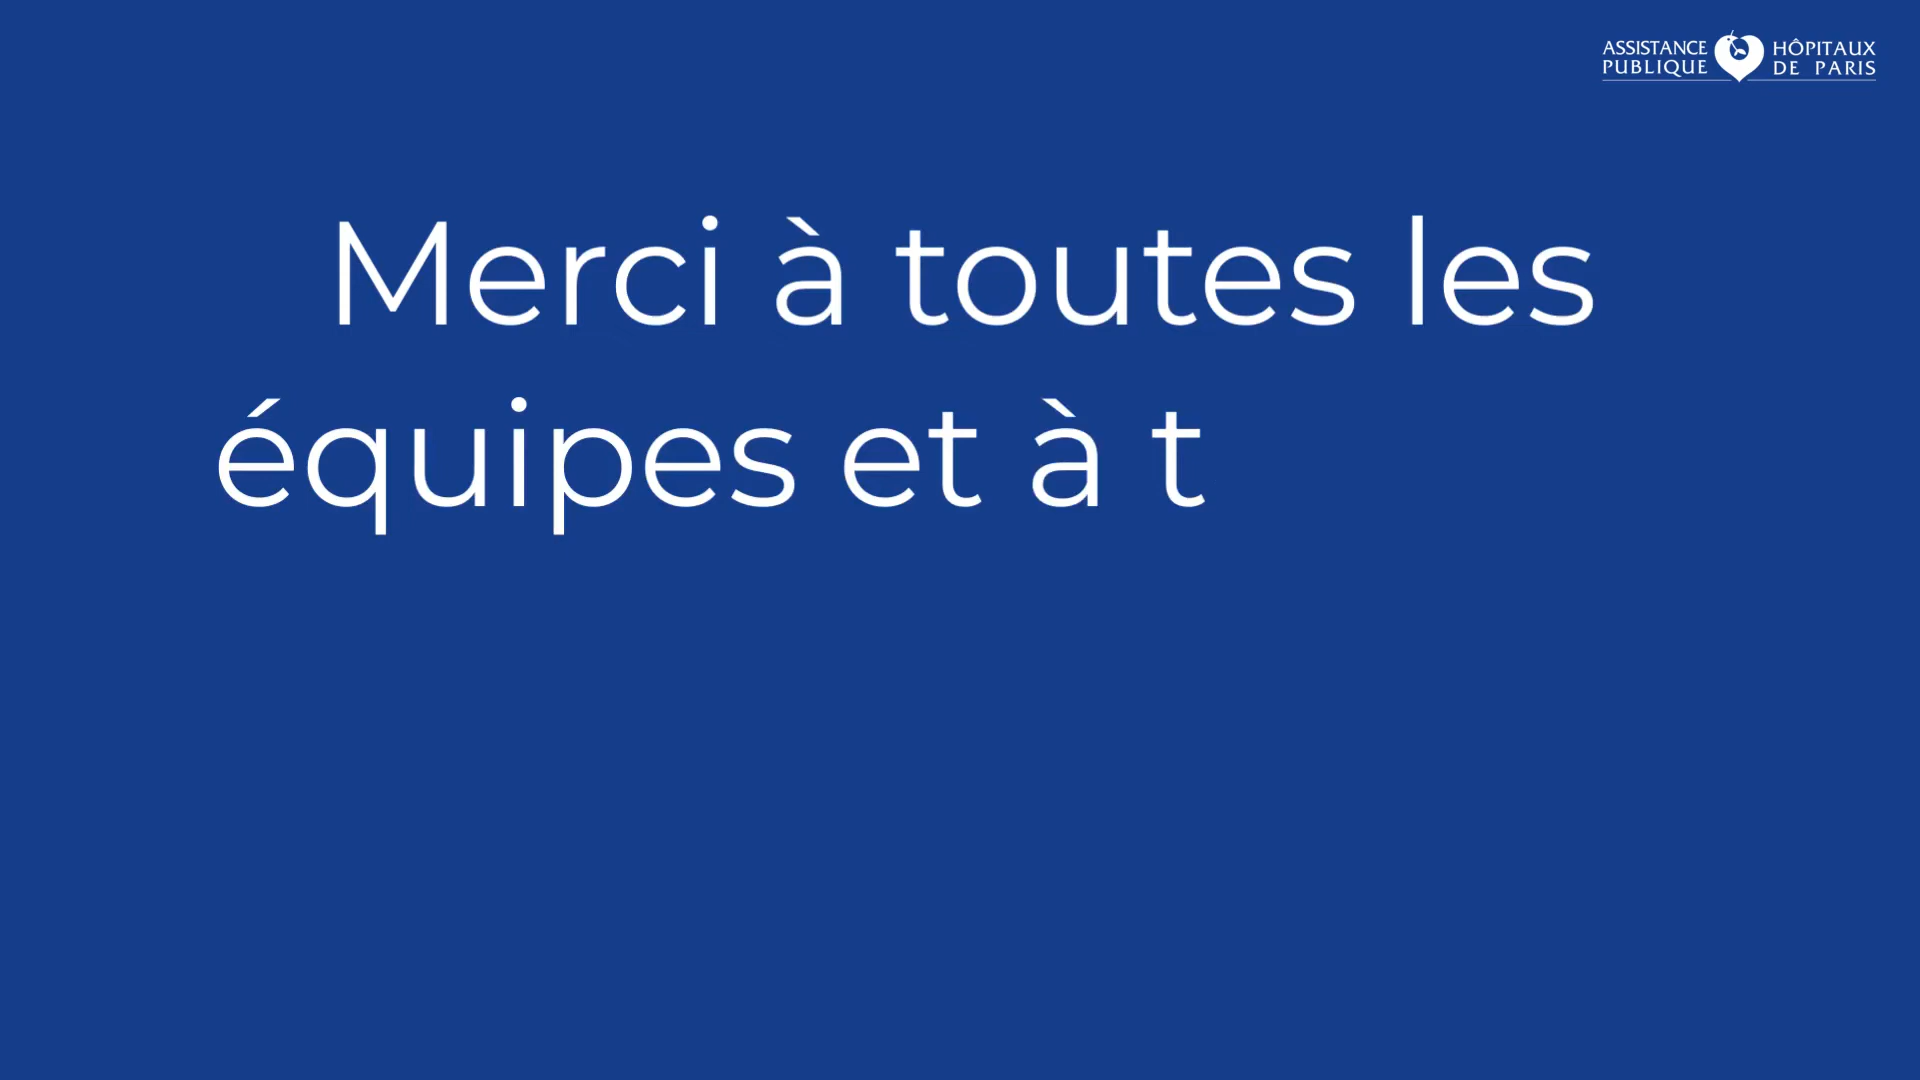 ASSISTANCE HÔPITAUX
PUBLIQUE DE PARIS
Merci à toutes les
équipes et à t